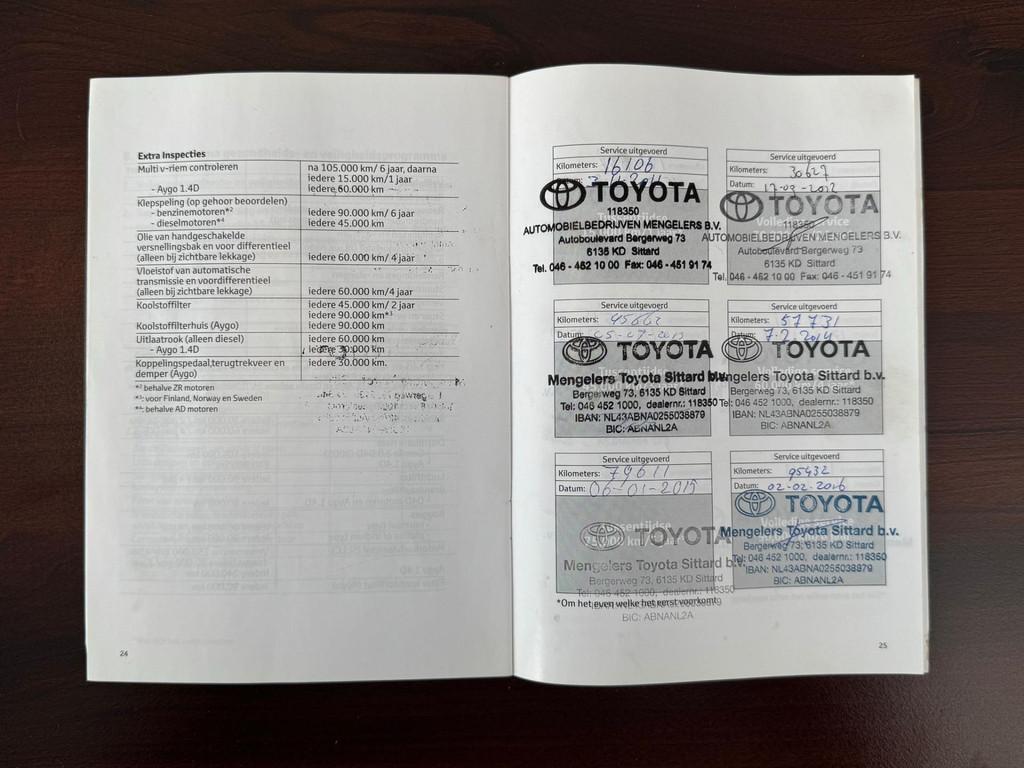 Extra Inspecties
Multi v-riem controleren na 105.000 km/ 6 jaar, daarna
iedere 15.000 km/1 jaar
- Aygo 1.4D iedere 60.000 km
Klepspeling (op gehoor beoordelen)
- benzinemotoren*² iedere 90.000 km/ 6 jaar
- dieselmotoren*⁴ iedere 45.000 km
Olie van handgeschakelde
versnellingsbak en voor differentieel
(alleen bij zichtbare lekkage) iedere 60.000 km/ 4 jaar
Vloeistof van automatische
transmissie en voordifferentieel
(alleen bij zichtbare lekkage) iedere 60.000 km/4 jaar
Koolstoffilter iedere 45.000 km/ 2 jaar
iedere 90.000 km*³
Koolstoffilterhuis (Aygo) iedere 90.000 km
Uitlaatrook (alleen diesel) iedere 60.000 km
- Aygo 1.4D iedere 30.000 km
Koppelingspedaal,terugtrekveer en iedere 30.000 km.
demper (Aygo)
*² behalve ZR motoren
*³: voor Finland, Norway en Sweden
*⁴: behalve AD motoren
24
Service uitgevoerd
Kilometers: 16106
TOYOTA
118350
AUTOMOBIELBEDRIJVEN MENGELERS B.V.
Autoboulevard Bergerweg 73
6135 KD Sittard
Tel. 046 - 452 10 00 Fax: 046 - 451 91 74
Service uitgevoerd
Kilometers: 30627
Datum: 17-09-2012
TOYOTA
118350
AUTOMOBIELBEDRIJVEN MENGELERS B.V.
Autoboulevard Bergerweg 73
6135 KD Sittard
Tel. 046 - 452 10 00 Fax: 046 - 451 91 74
Service uitgevoerd
Kilometers: 45662
Datum: 05-07-2013
TOYOTA
Mengelers Toyota Sittard b.v.
Bergerweg 73, 6135 KD Sittard
Tel: 046 452 1000, dealernr.: 118350
IBAN: NL43ABNA0255038879
BIC: ABNANL2A
Service uitgevoerd
Kilometers: 57731
Datum: 7.2.2014
TOYOTA
Mengelers Toyota Sittard b.v.
Bergerweg 73, 6135 KD Sittard
Tel: 046 452 1000, dealernr.: 118350
IBAN: NL43ABNA0255038879
BIC: ABNANL2A
Service uitgevoerd
Kilometers: 79611
Datum: 06-01-2015
TOYOTA
Mengelers Toyota Sittard b.v.
Bergerweg 73, 6135 KD Sittard
Tel: 046 452 1000, dealernr.: 118350
BIC: ABNANL2A
Service uitgevoerd
Kilometers: 95432
Datum: 02-02-2016
Volledige service
TOYOTA
Mengelers Toyota Sittard b.v.
Bergerweg 73, 6135 KD Sittard
Tel: 046 452 1000, dealernr.: 118350
IBAN: NL43ABNA0255038879
BIC: ABNANL2A
*Om het even welke het eerst voorkomt
25